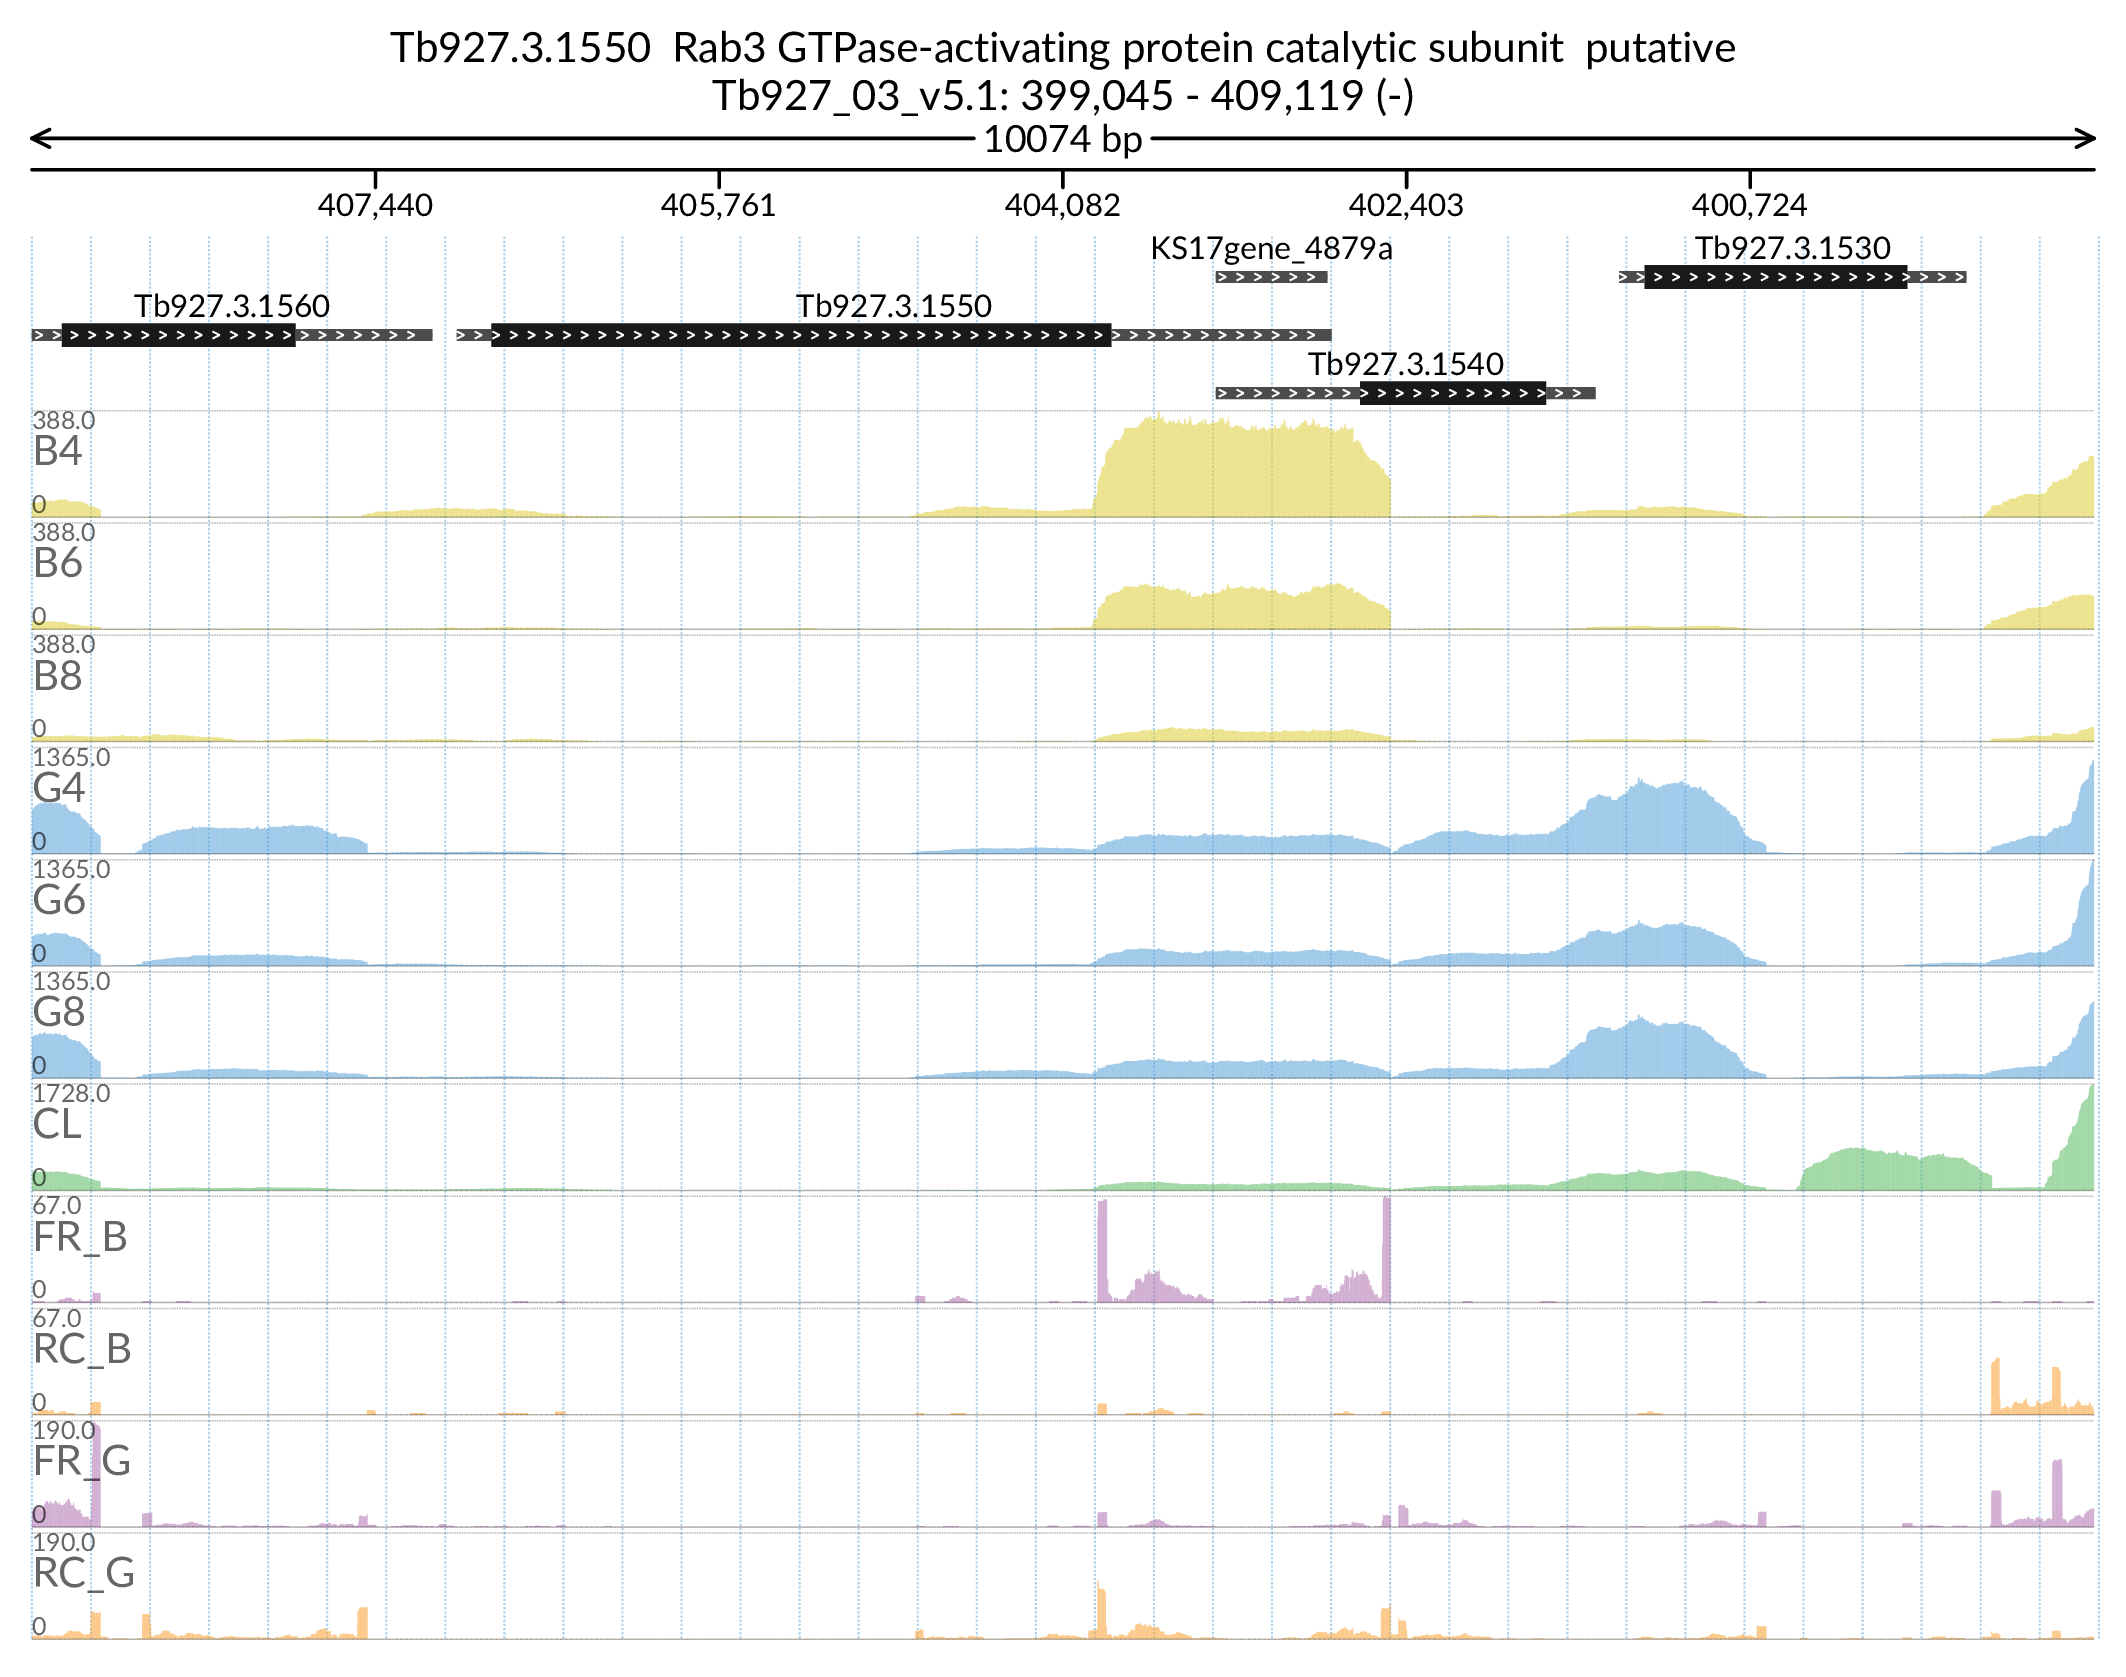 Tb927.3.1550  Rab3 GTPase-activating protein catalytic subunit  putative
Tb927_03_v5.1: 399,045 - 409,119 (-)
10074 bp
407,440 405,761 404,082 402,403 400,724
KS17gene_4879a Tb927.3.1530
Tb927.3.1560 Tb927.3.1550
Tb927.3.1540
388.0
B4
0
388.0
B6
0
388.0
B8
0
1365.0
G4
0
1365.0
G6
0
1365.0
G8
0
1728.0
CL
0
67.0
FR_B
0
67.0
RC_B
0
190.0
FR_G
0
190.0
RC_G
0